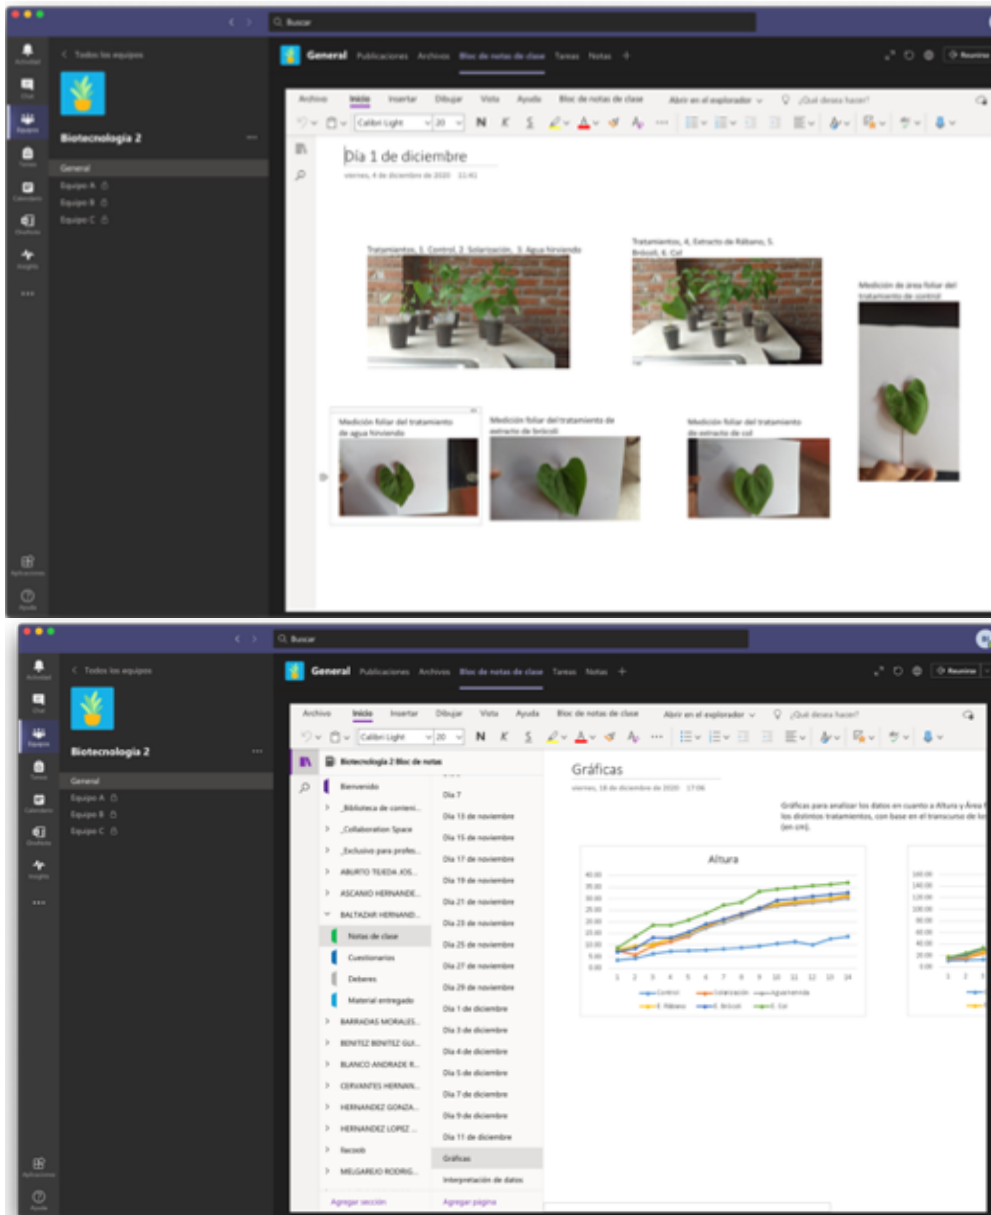 Buscar
Actividad
Chat
Equipos
Tareas
Calendario
Insights
Aplicaciones
Ayuda
Todos los equipos
Biotecnología 2
General
Equipo A
Equipo B
Equipo C
General Publicaciones Archivos Bloc de notas de clase Tareas Notas +
Reunirse
Archivo Inicio Insertar Dibujar Vista Ayuda Bloc de notas de clase Abrir en el explorador ¿Qué desea hacer?
Calibri Light 20 N K S
Día 1 de diciembre
viernes, 4 de diciembre de 2020 11:41
Tratamientos, 1. Control, 2. Solarización, 3. Agua hirviendo
Tratamientos, 4, Extracto de Rábano, 5.
Brócoli, 6. Col
Medición de área foliar del
tratamiento de control
Medición foliar del tratamiento
de agua hirviendo
Medición foliar del tratamiento de
extracto de brócoli
Medición foliar del tratamiento
de extracto de col
Buscar
Actividad
Chat
Equipos
Tareas
Calendario
Insights
Aplicaciones
Ayuda
Todos los equipos
Biotecnología 2
General
Equipo A
Equipo B
Equipo C
General Publicaciones Archivos Bloc de notas de clase Tareas Notas +
Reunirse
Archivo Inicio Insertar Dibujar Vista Ayuda Bloc de notas de clase Abrir en el explorador ¿Qué desea hacer?
Calibri Light 20 N K S
Biotecnología 2 Bloc de notas
Bienvenido
_Biblioteca de conteni...
_Collaboration Space
_Exclusivo para profes...
ABURTO TEJEDA JOS...
ASCANIO HERNANDE...
BALTAZAR HERNAND...
Notas de clase
Cuestionarios
Deberes
Material entregado
BARRADAS MORALES...
BENITEZ BENITEZ GUI...
BLANCO ANDRADE R...
CERVANTES HERNAN...
HERNANDEZ GONZA...
HERNANDEZ LOPEZ ...
MELGAREJO RODRIG...
Agregar sección
Día 7
Día 13 de noviembre
Día 15 de noviembre
Día 17 de noviembre
Día 19 de noviembre
Día 21 de noviembre
Día 23 de noviembre
Día 25 de noviembre
Día 27 de noviembre
Día 29 de noviembre
Día 1 de diciembre
Día 3 de diciembre
Día 4 de diciembre
Día 5 de diciembre
Día 7 de diciembre
Día 9 de diciembre
Día 11 de diciembre
Gráficas
Interpretación de datos
Agregar página
Gráficas
viernes, 18 de diciembre de 2020 17:06
Gráficas para analizar los datos en cuanto a Altura y Área
los distintos tratamientos, con base en el transcurso de los
(en cm).
Altura
40.00
35.00
30.00
25.00
20.00
15.00
10.00
5.00
0.00
1 2 3 4 5 6 7 8 9 10 11 12 13 14
Control Solarización
E. Rábano E. Brócoli E. Col
160.00
140.00
120.00
100.00
80.00
60.00
40.00
20.00
0.00
1 2 3